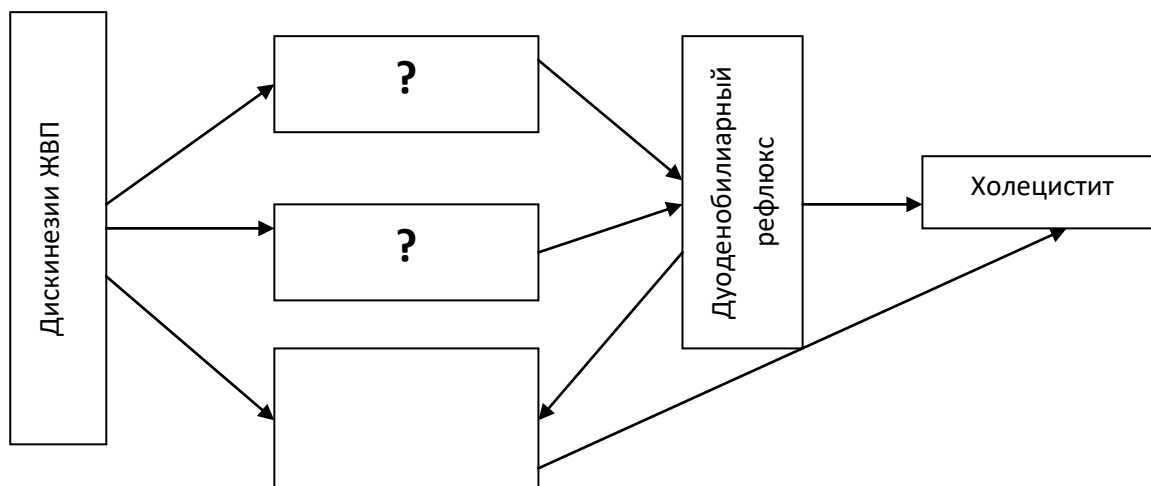 Дискинезии ЖВП
?
?
Дуоденобилиарный
рефлюкс
Холецистит